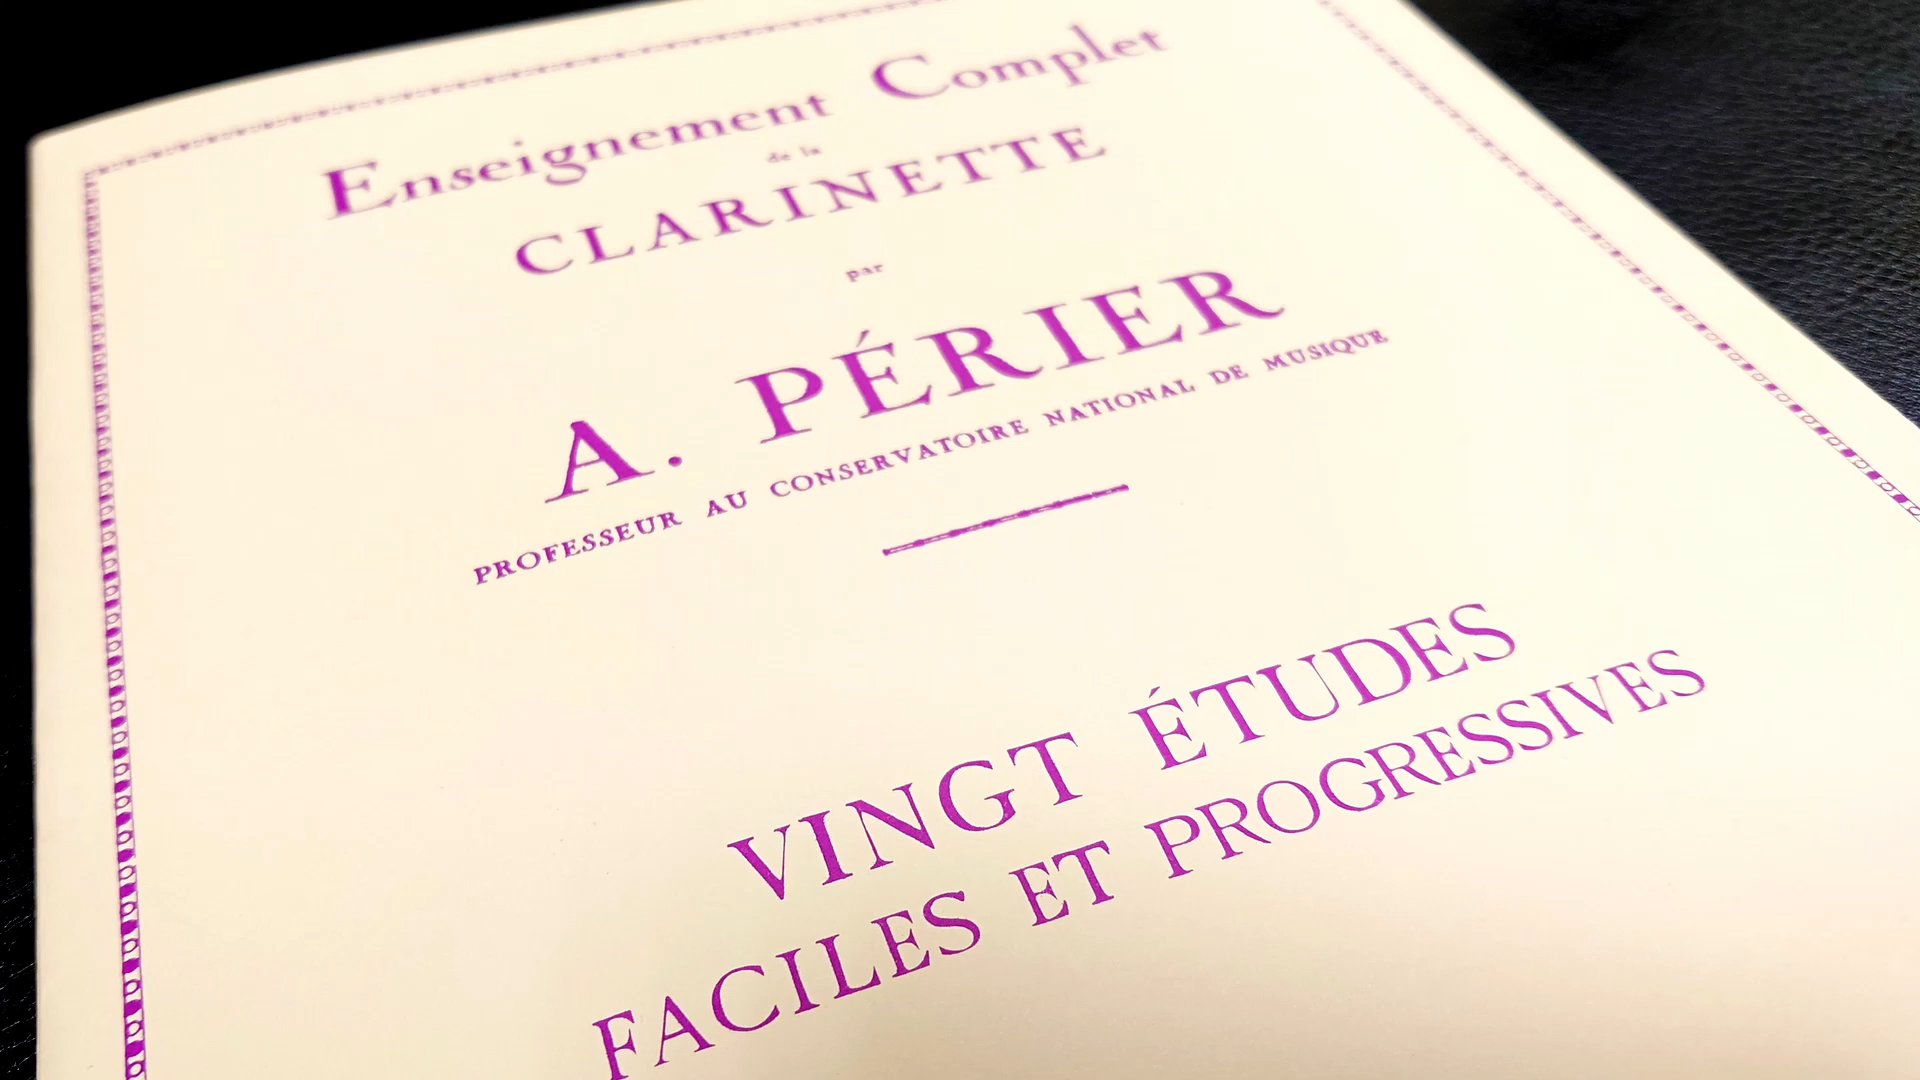 Enseignement Complet
de la
CLARINETTE
par
A. PÉRIER
PROFESSEUR AU CONSERVATOIRE NATIONAL DE MUSIQUE
VINGT ÉTUDES
FACILES ET PROGRESSIVES